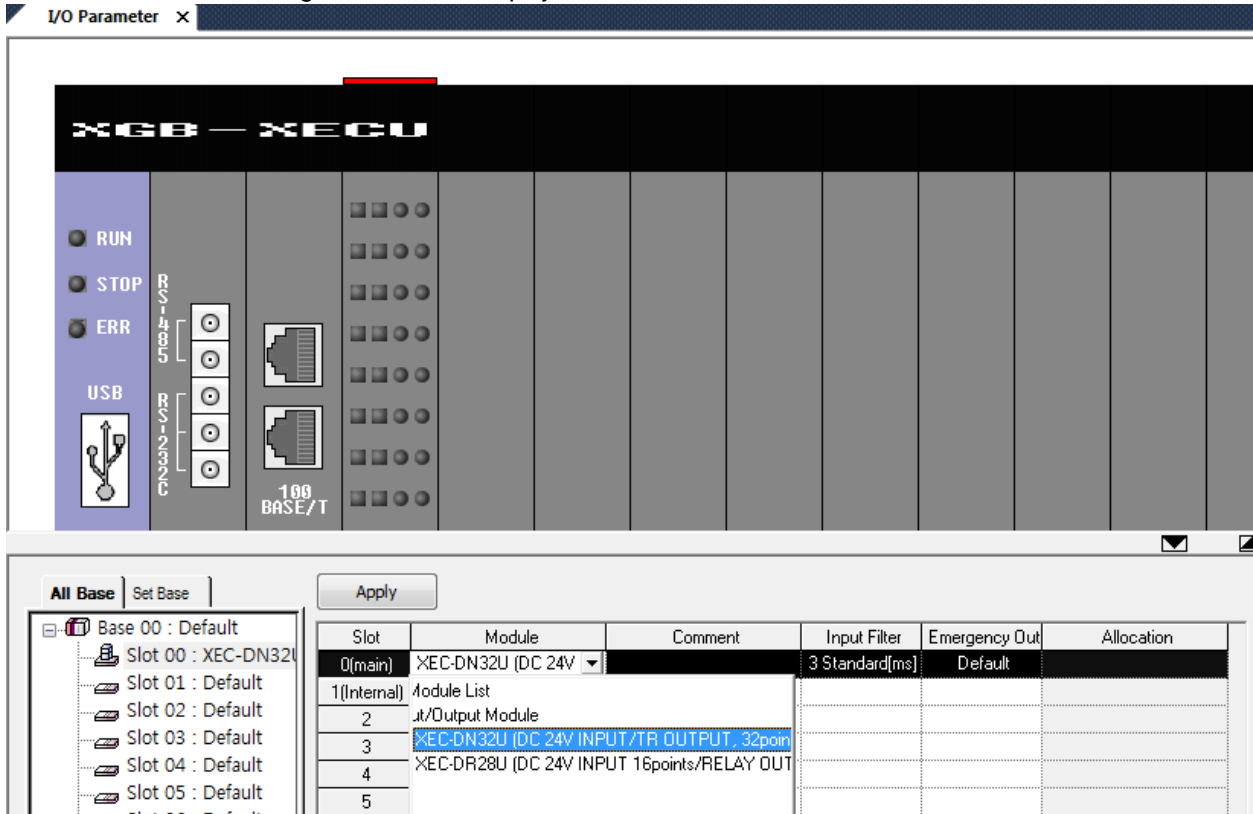 I/O Parameter
XGB-XECU
RUN
STOP
ERR
USB
RS-485
RS-232C
100
BASE/T
All Base Set Base
Apply
Base 00 : Default
Slot 00 : XEC-DN32U
Slot 01 : Default
Slot 02 : Default
Slot 03 : Default
Slot 04 : Default
Slot 05 : Default
Slot Module Comment Input Filter Emergency Out Allocation
0(main) XEC-DN32U (DC 24V 3 Standard[ms] Default
1(Internal) Module List
2 ut/Output Module
3 XEC-DN32U (DC 24V INPUT/TR OUTPUT, 32poin
4 XEC-DR28U (DC 24V INPUT 16points/RELAY OUT
5